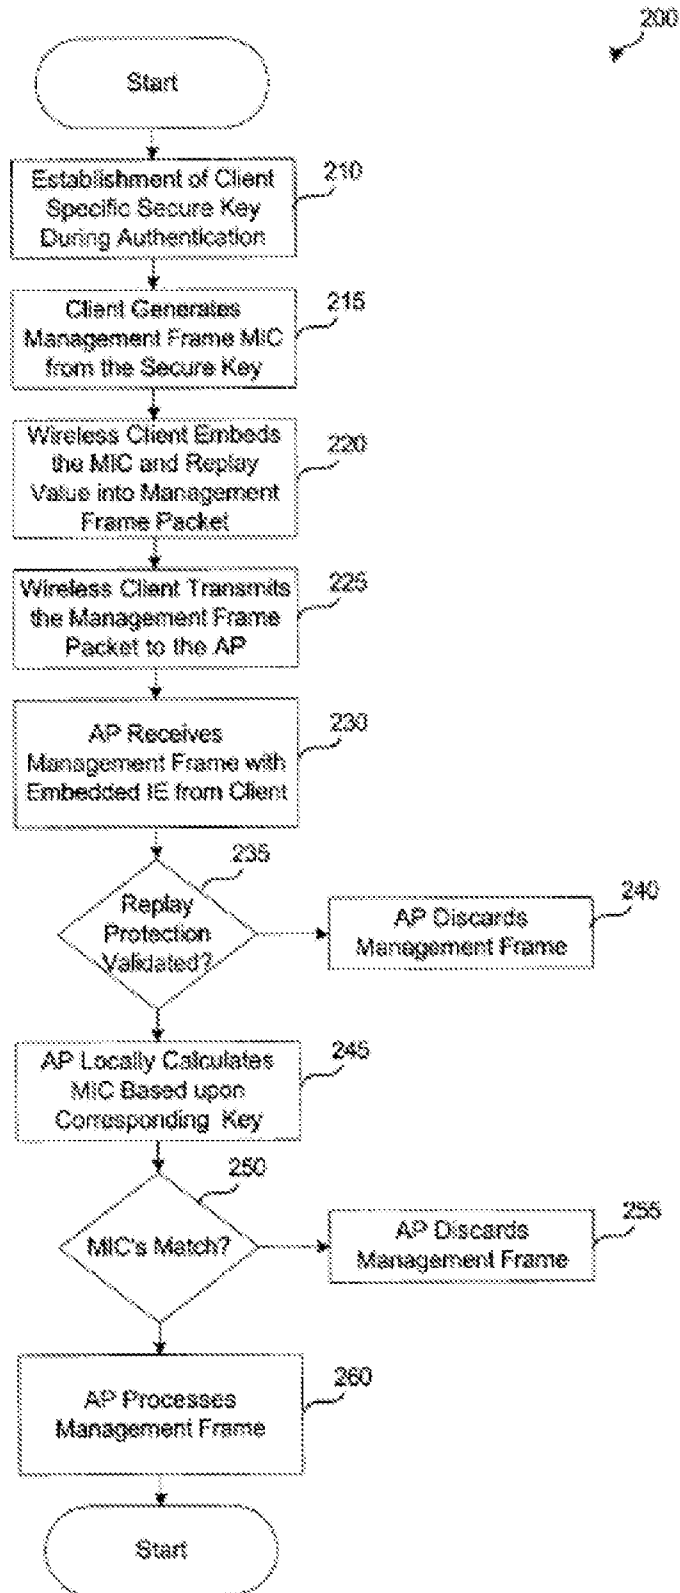 200
Start
Establishment of Client
Specific Secure Key
During Authentication
210
Client Generates
Management Frame MIC
from the Secure Key
215
Wireless Client Embeds
the MIC and Replay
Value into Management
Frame Packet
220
Wireless Client Transmits
the Management Frame
Packet to the AP
225
AP Receives
Management Frame with
Embedded IE from Client
230
Replay
Protection
Validated?
235
AP Discards
Management Frame
240
AP Locally Calculates
MIC Based upon
Corresponding Key
245
MIC's Match?
250
AP Discards
Management Frame
255
AP Processes
Management Frame
260
Start